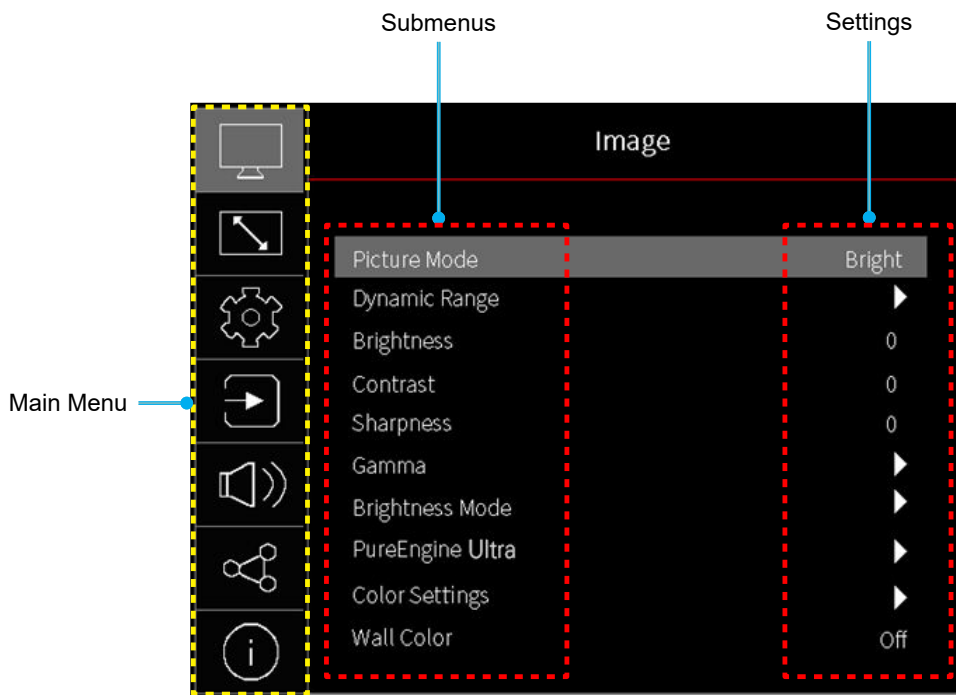 Submenus
Settings
Image
Picture Mode Bright
Dynamic Range
Brightness 0
Contrast 0
Sharpness 0
Gamma
Main Menu
Brightness Mode
PureEngine Ultra
Color Settings
Wall Color Off
i